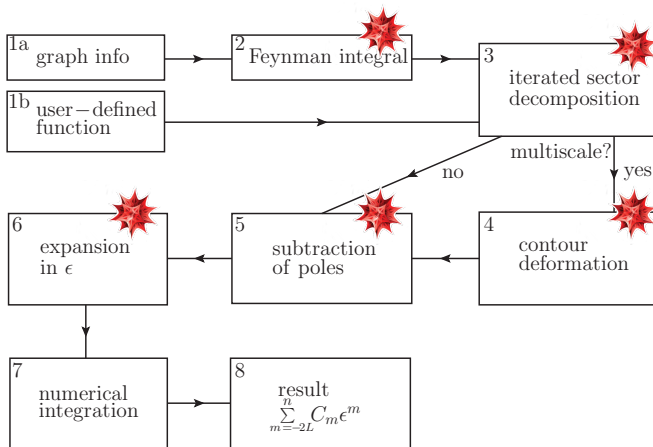 1a
graph info
2
Feynman integral
3
iterated sector
decomposition
1b
user−defined
function
multiscale?
no
yes
6
expansion
in ϵ
5
subtraction
of poles
4
contour
deformation
7
numerical
integration
8
result
n
∑ C_m ϵ^m
m=−2L